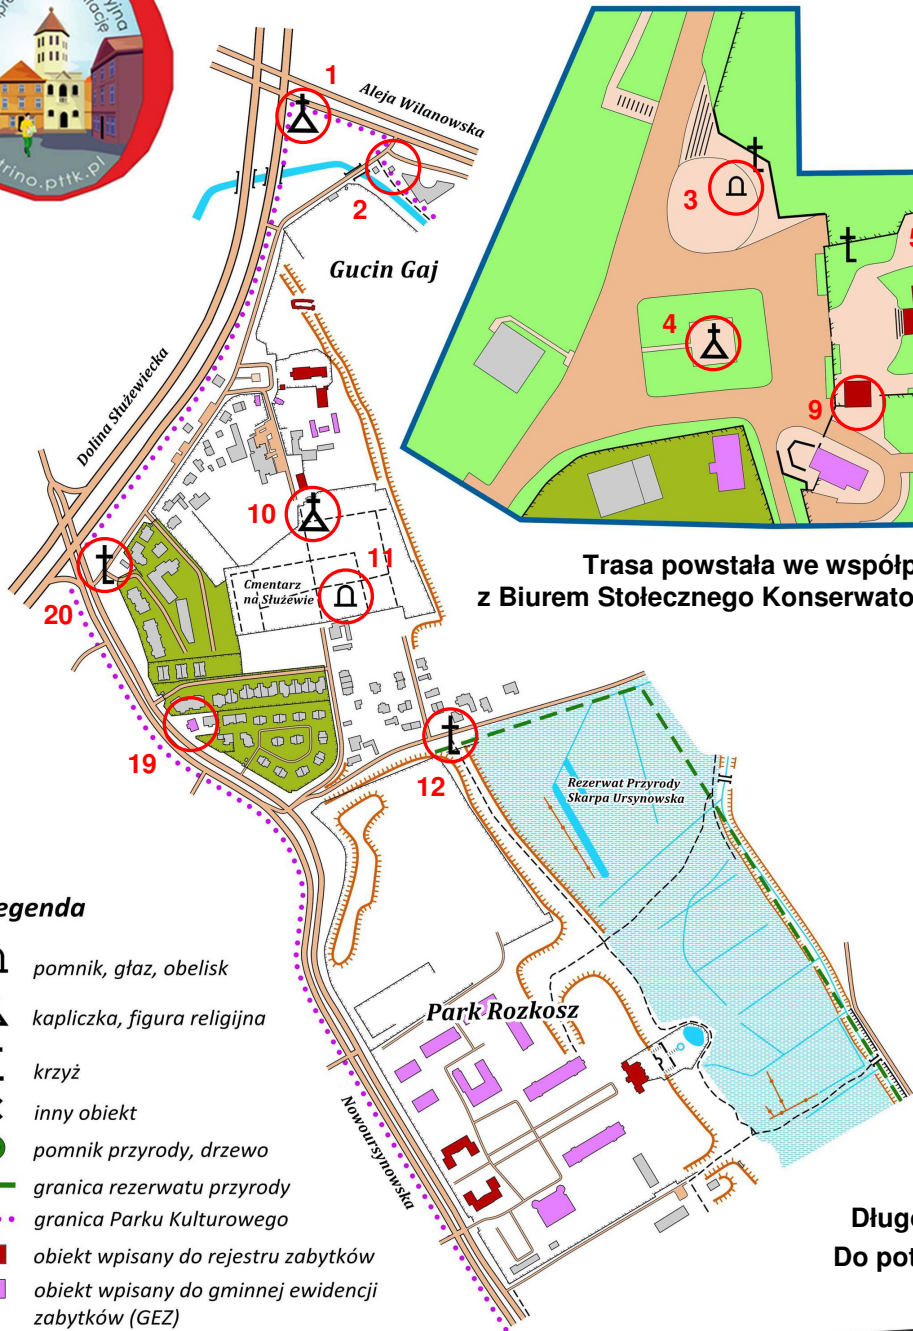 trino.pttk.pl
1
Aleja Wilanowska
2
3
Gucin Gaj
4
Dolina Służewiecka
9
10
11
Cmentarz
na Służewie
Trasa powstała we współp
z Biurem Stołecznego Konserwato
20
19
12
Rezerwat Przyrody
Skarpa Ursynowska
egenda
pomnik, głaz, obelisk
kapliczka, figura religijna
krzyż
inny obiekt
pomnik przyrody, drzewo
granica rezerwatu przyrody
granica Parku Kulturowego
obiekt wpisany do rejestru zabytków
obiekt wpisany do gminnej ewidencji
zabytków (GEZ)
Park Rozkosz
Nowoursynowska
Długo
Do pot